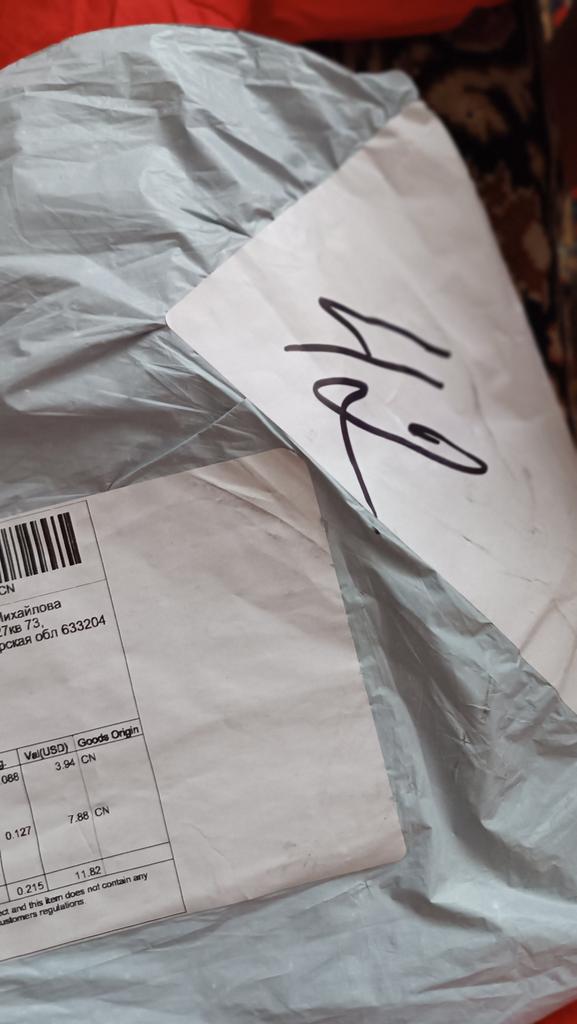 CN
Михайлова
27кв 73,
рская обл 633204
g. Val(USD) Goods Origin
088 3.94 CN
0.127 7.88 CN
0.215 11.82
ect and this item does not contain any
ustomers regulations